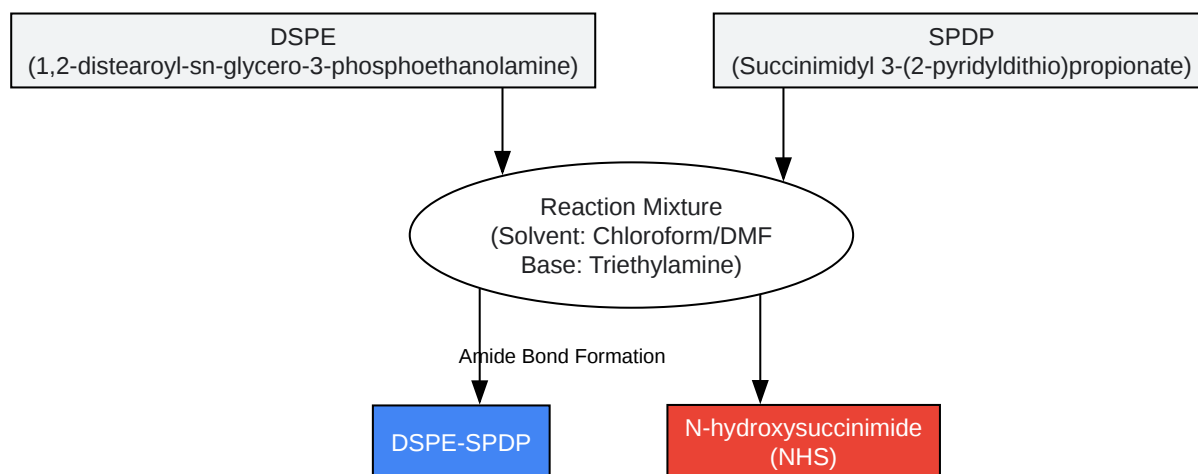 DSPE
(1,2-distearoyl-sn-glycero-3-phosphoethanolamine)
SPDP
(Succinimidyl 3-(2-pyridyldithio)propionate)
Reaction Mixture
(Solvent: Chloroform/DMF
Base: Triethylamine)
Amide Bond Formation
DSPE-SPDP
N-hydroxysuccinimide
(NHS)